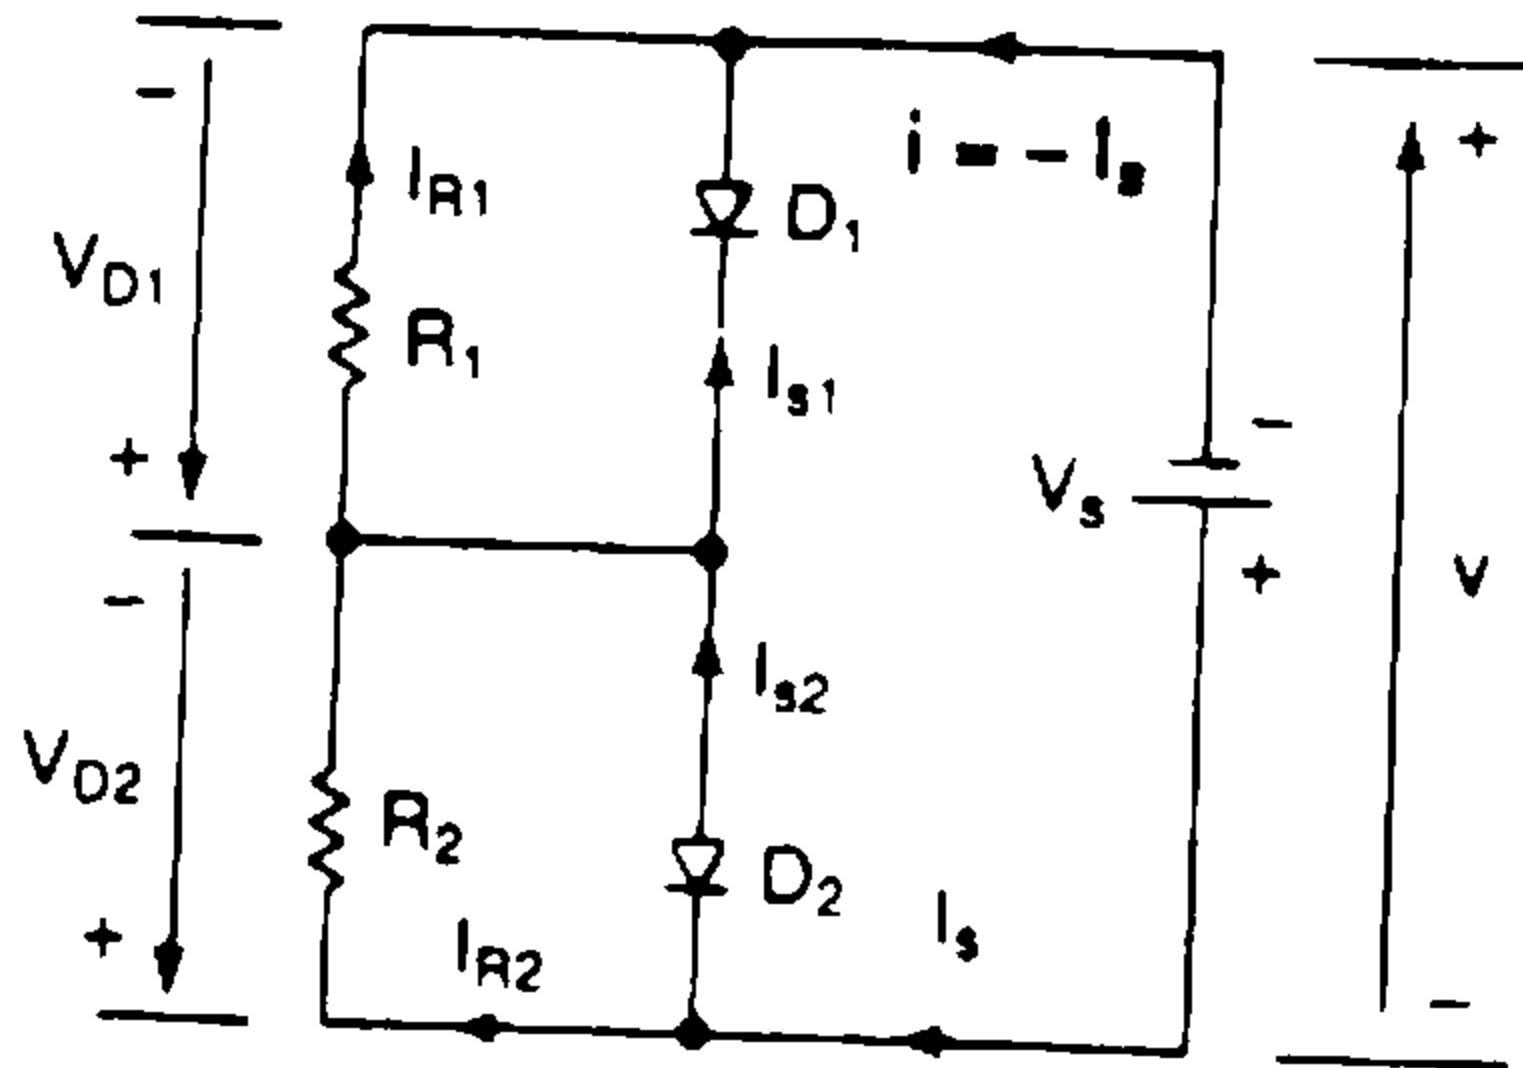 −
+
i = − I_s
I_R1
D_1
V_D1
R_1
I_s1
+
−
V_s
−
+
v
I_s2
V_D2
R_2
D_2
+
I_R2
I_s
−